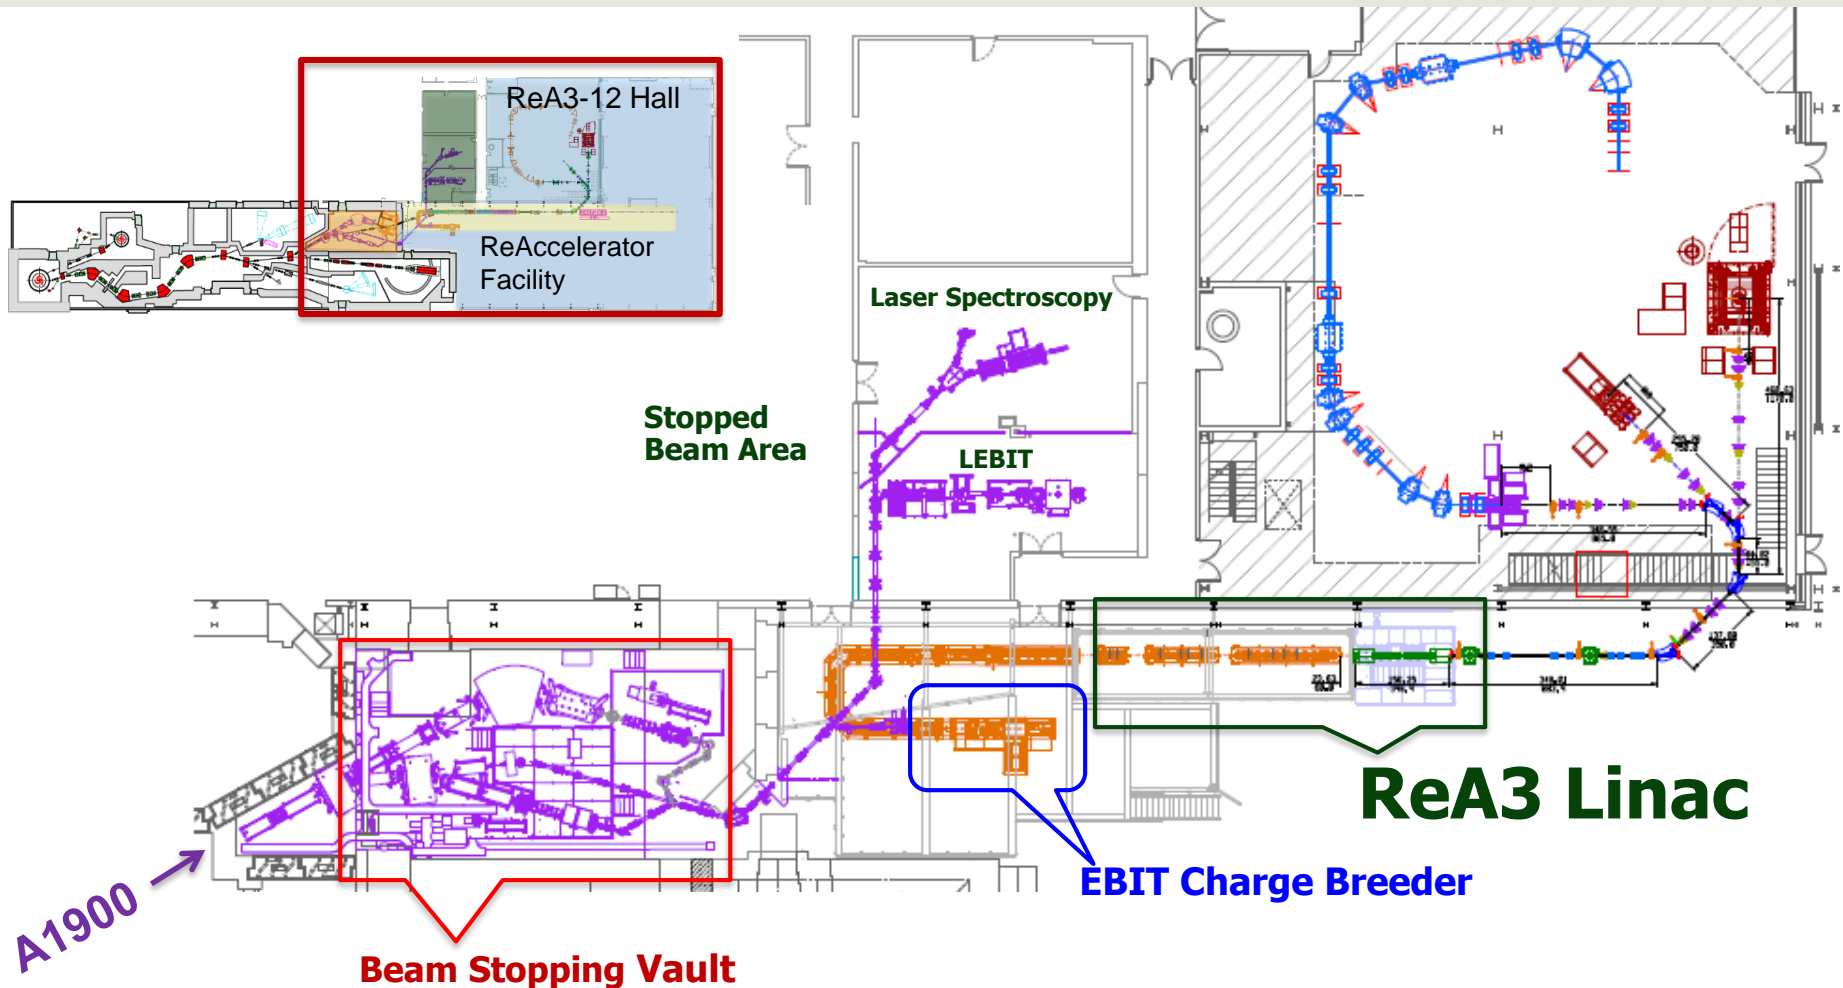 ReA3-12 Hall
ReAccelerator
Facility
Laser Spectroscopy
Stopped
Beam Area
LEBIT
ReA3 Linac
EBIT Charge Breeder
A1900
Beam Stopping Vault